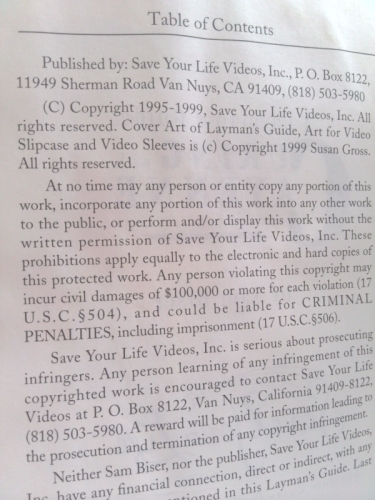 Table of Contents
Published by: Save Your Life Videos, Inc., P. O. Box 8122,
11949 Sherman Road Van Nuys, CA 91409, (818) 503-5980
(C) Copyright 1995-1999, Save Your Life Videos, Inc. All
rights reserved. Cover Art of Layman's Guide, Art for Video
Slipcase and Video Sleeves is (c) Copyright 1999 Susan Gross.
All rights reserved.
At no time may any person or entity copy any portion of this
work, incorporate any portion of this work into any other work
to the public, or perform and/or display this work without the
written permission of Save Your Life Videos, Inc. These
prohibitions apply equally to the electronic and hard copies of
this protected work. Any person violating this copyright may
incur civil damages of $100,000 or more for each violation (17
U.S.C.§504), and could be liable for CRIMINAL
PENALTIES, including imprisonment (17 U.S.C.§506).
Save Your Life Videos, Inc. is serious about prosecuting
infringers. Any person learning of any infringement of this
copyrighted work is encouraged to contact Save Your Life
Videos at P. O. Box 8122, Van Nuys, California 91409-8122,
(818) 503-5980. A reward will be paid for information leading to
the prosecution and termination of any copyright infringement.
Neither Sam Biser, nor the publisher, Save Your Life Videos,
Inc. have any financial connection, direct or indirect, with any
in this Layman's Guide. Last